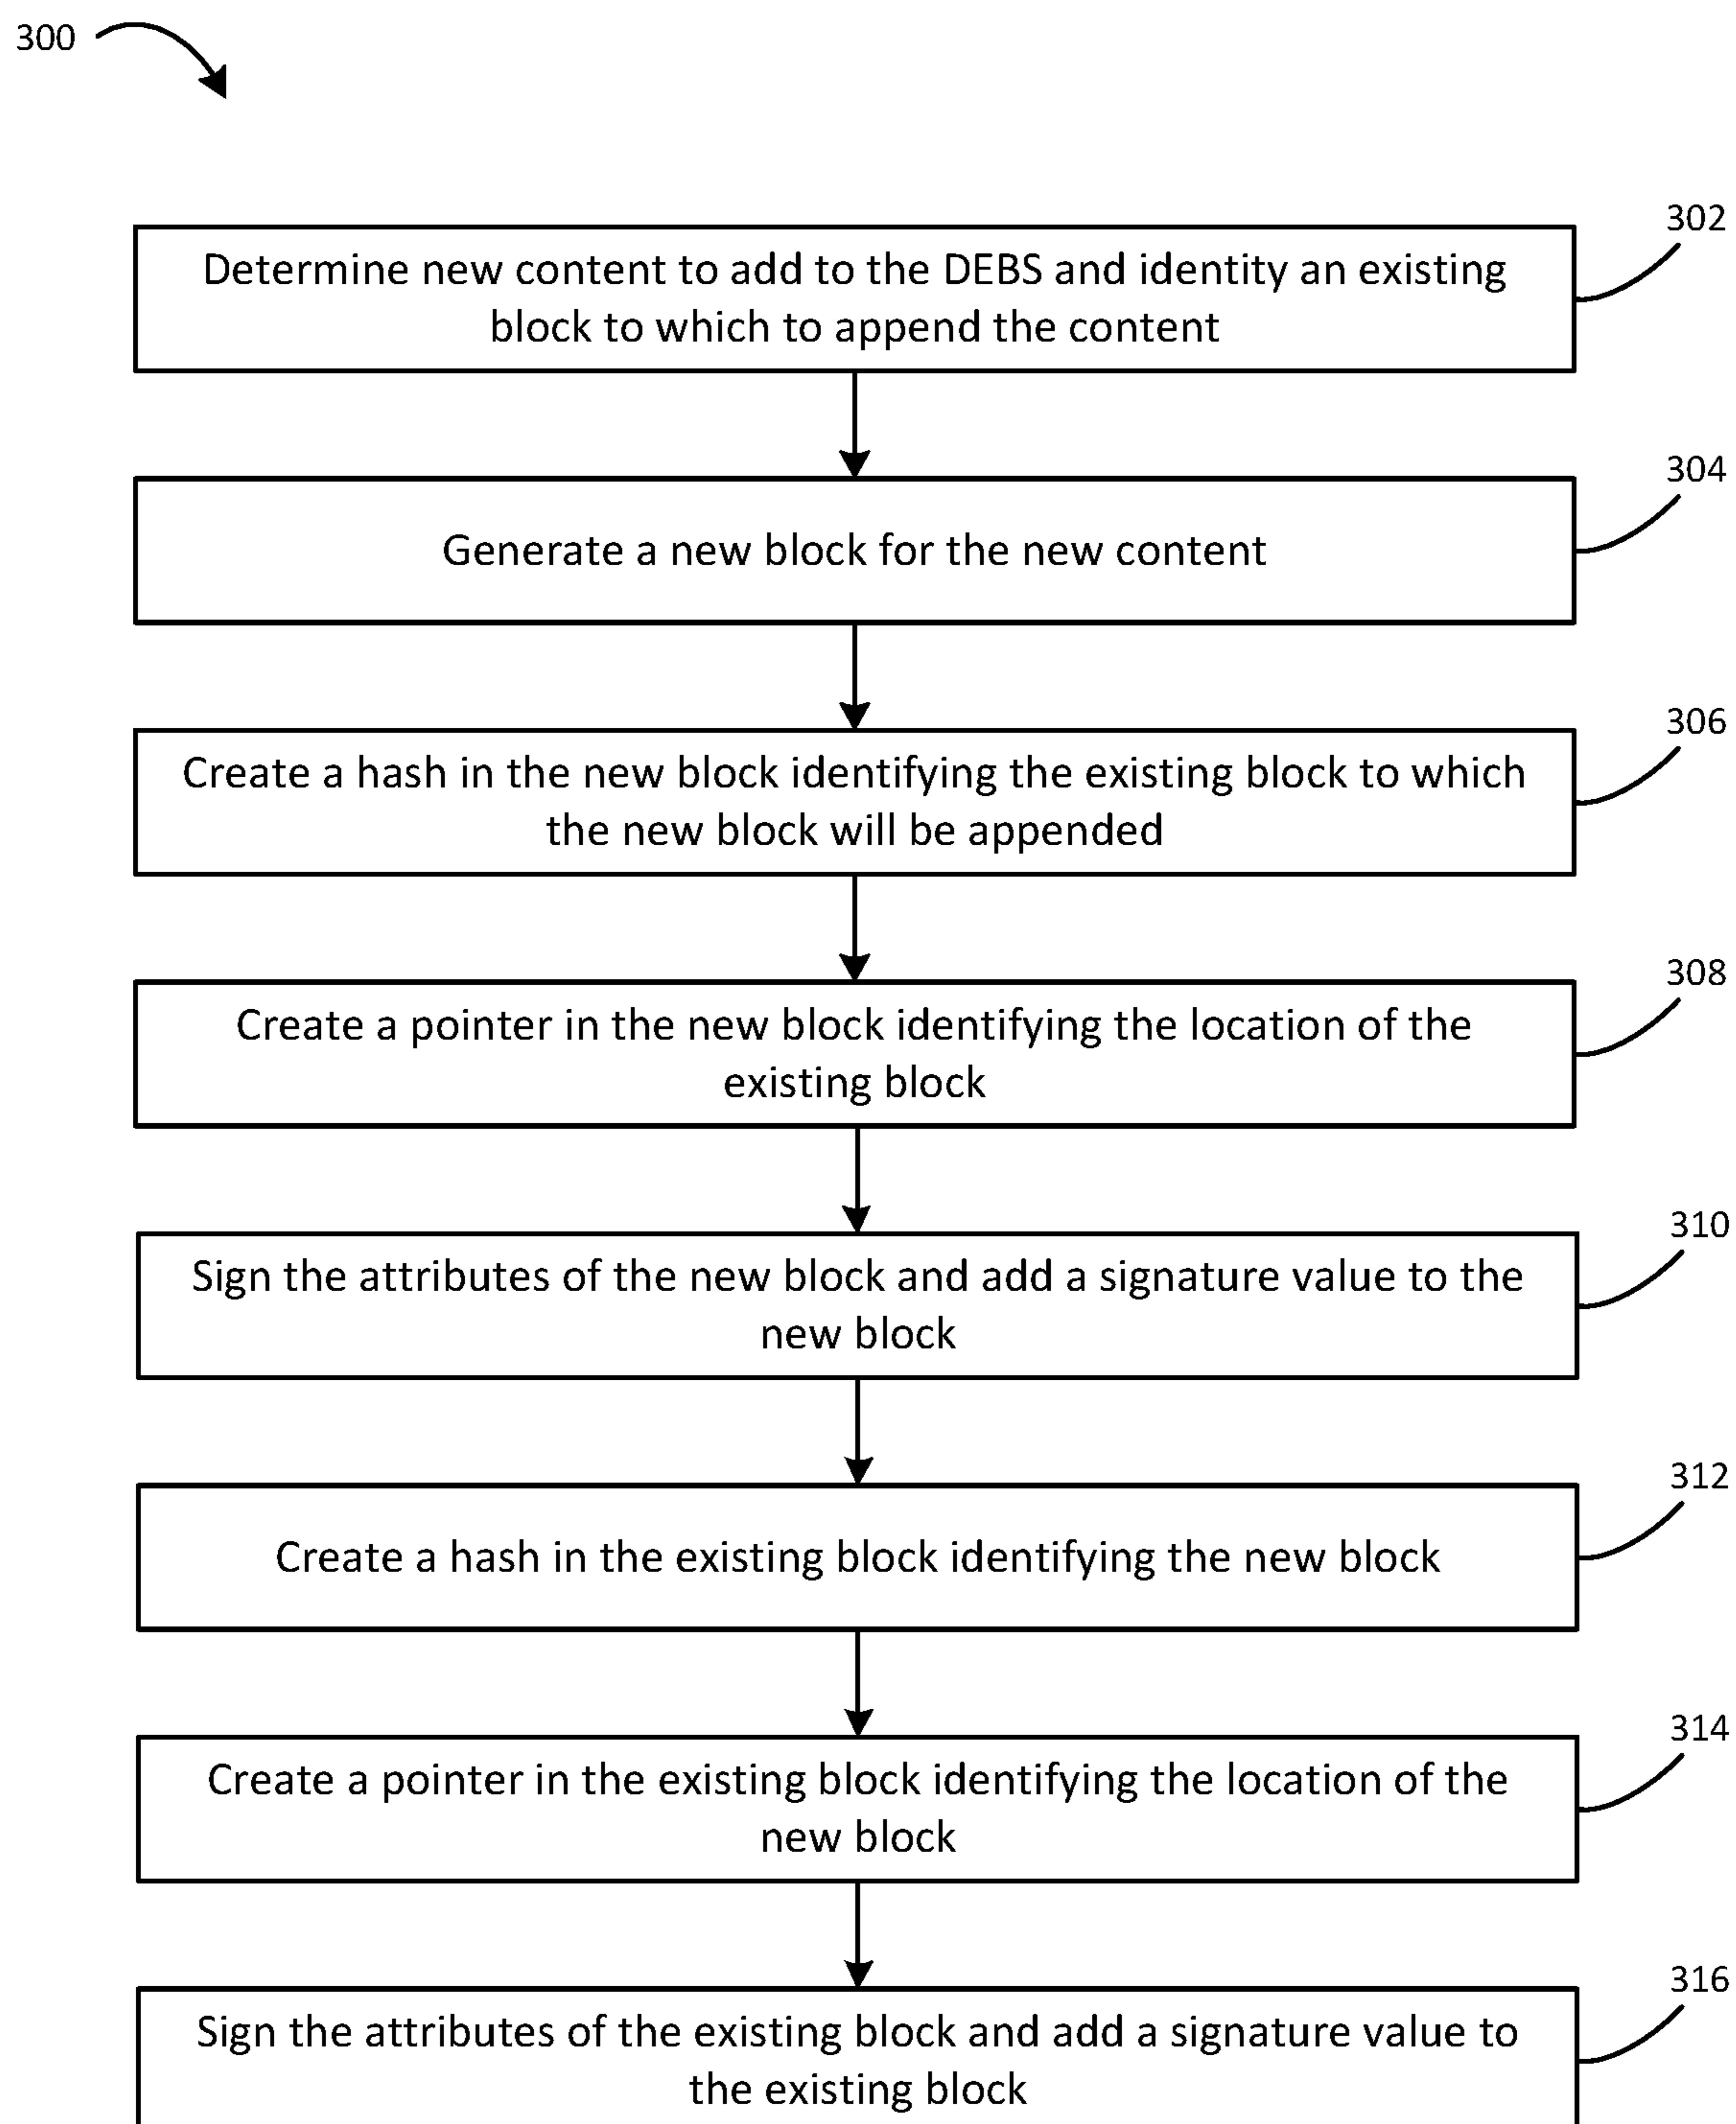 300
302
Determine new content to add to the DEBS and identity an existing
block to which to append the content
304
Generate a new block for the new content
306
Create a hash in the new block identifying the existing block to which
the new block will be appended
308
Create a pointer in the new block identifying the location of the
existing block
310
Sign the attributes of the new block and add a signature value to the
new block
312
Create a hash in the existing block identifying the new block
314
Create a pointer in the existing block identifying the location of the
new block
316
Sign the attributes of the existing block and add a signature value to
the existing block